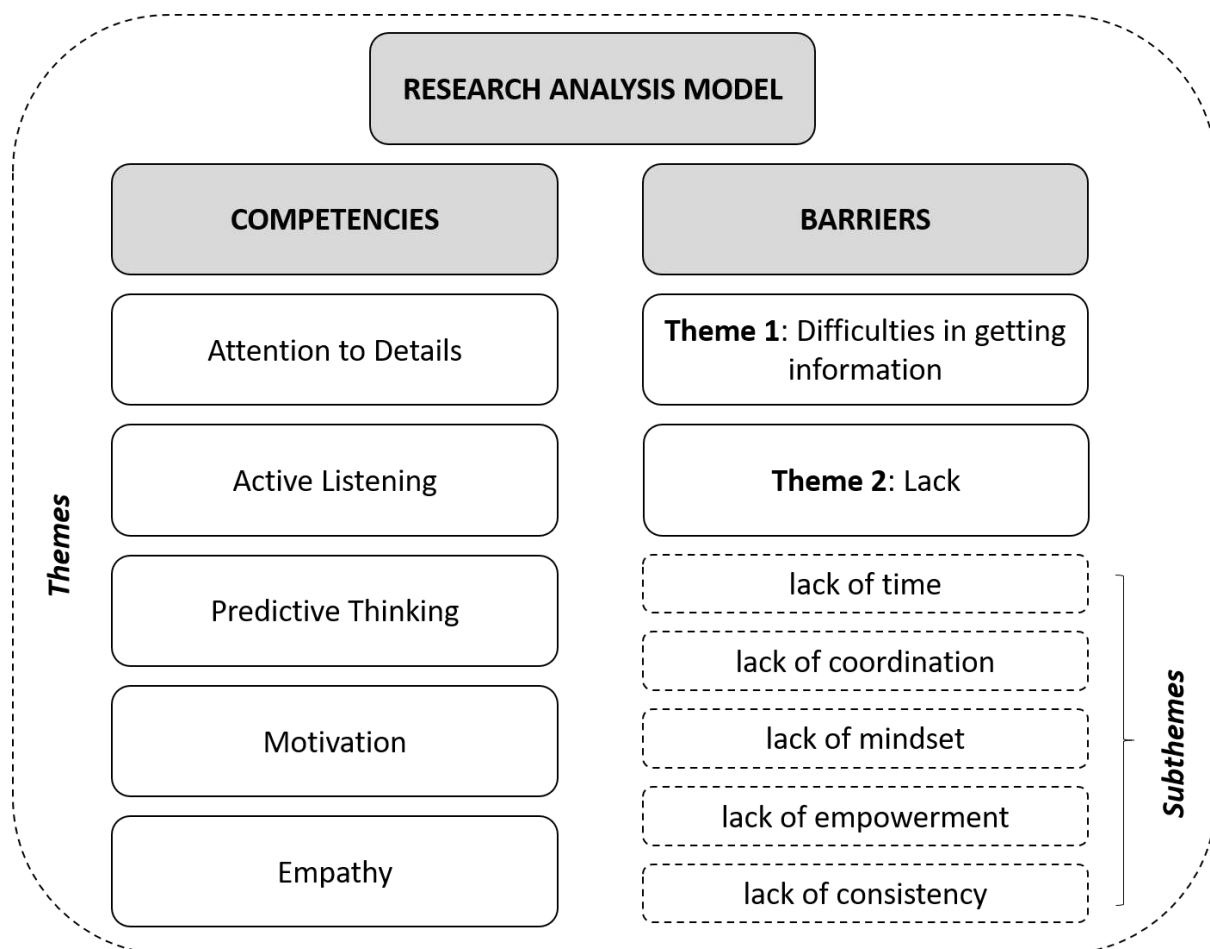 RESEARCH ANALYSIS MODEL
COMPETENCIES
BARRIERS
Attention to Details
Theme 1: Difficulties in getting
information
Active Listening
Theme 2: Lack
Themes
Predictive Thinking
lack of time
lack of coordination
Motivation
lack of mindset
Subthemes
lack of empowerment
Empathy
lack of consistency